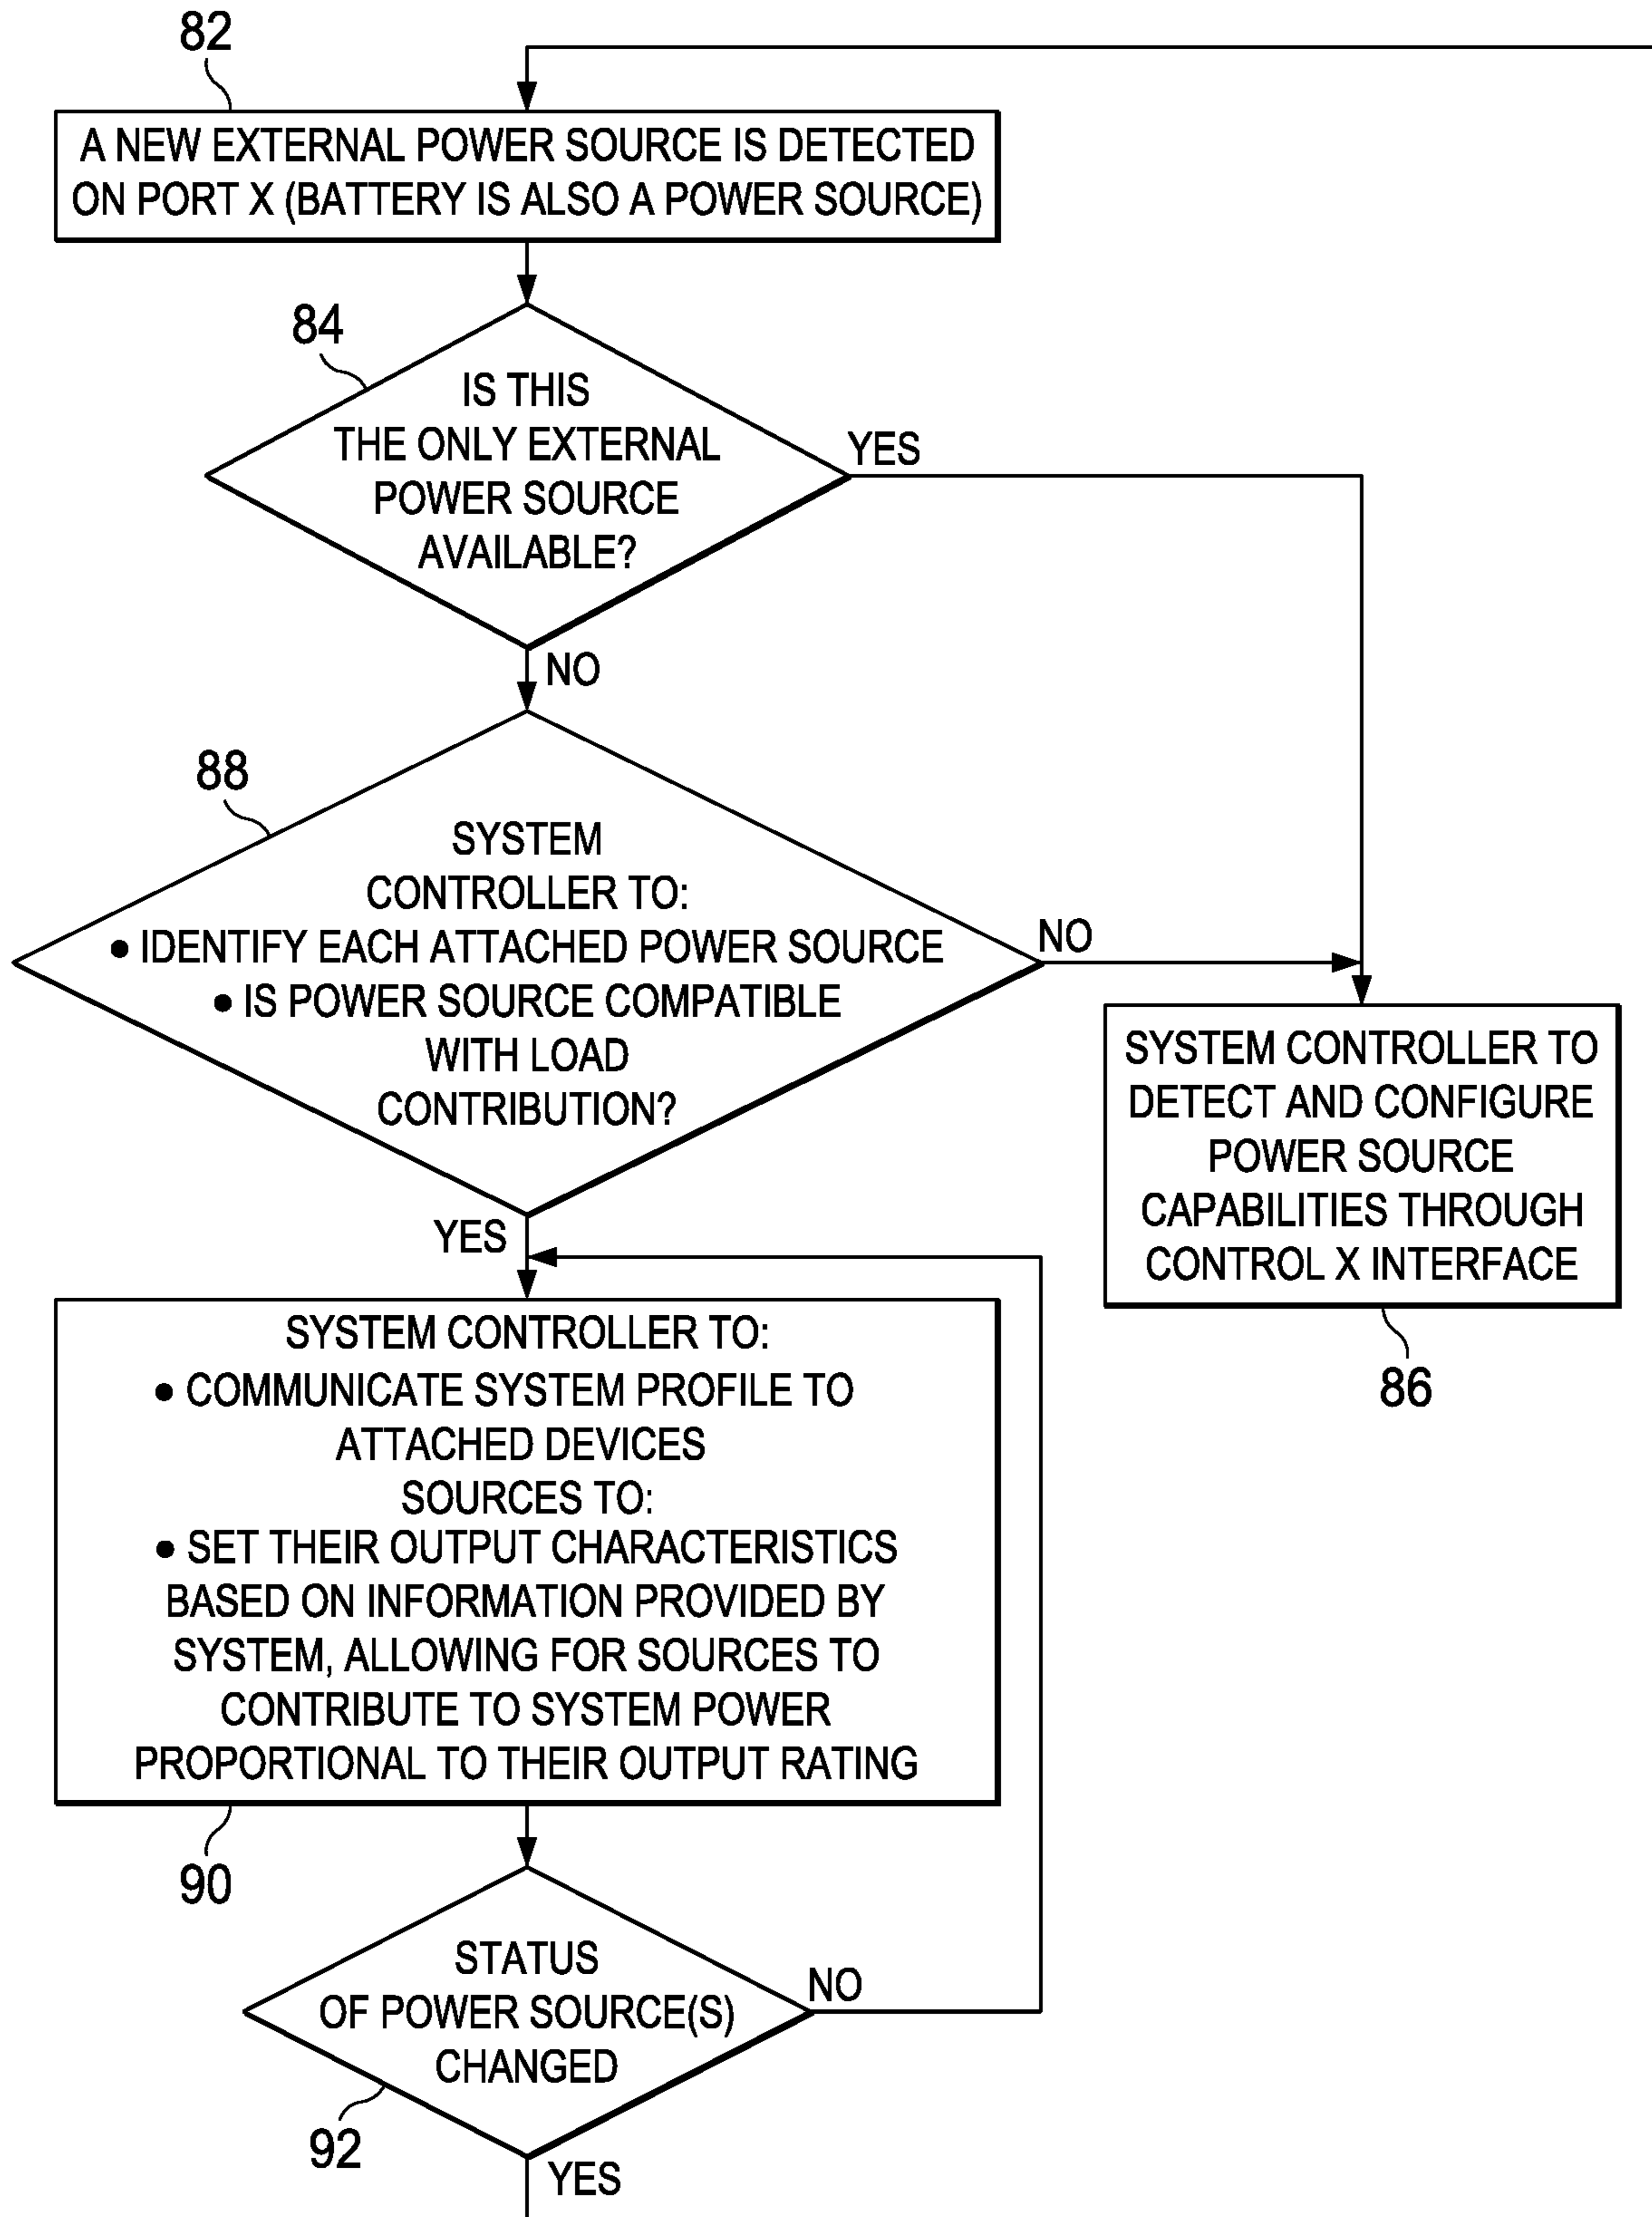 82
A NEW EXTERNAL POWER SOURCE IS DETECTED
ON PORT X (BATTERY IS ALSO A POWER SOURCE)
84
IS THIS
THE ONLY EXTERNAL
POWER SOURCE
AVAILABLE?
YES
NO
88
SYSTEM
CONTROLLER TO:
• IDENTIFY EACH ATTACHED POWER SOURCE
• IS POWER SOURCE COMPATIBLE
WITH LOAD
CONTRIBUTION?
NO
YES
SYSTEM CONTROLLER TO
DETECT AND CONFIGURE
POWER SOURCE
CAPABILITIES THROUGH
CONTROL X INTERFACE
86
SYSTEM CONTROLLER TO:
• COMMUNICATE SYSTEM PROFILE TO
ATTACHED DEVICES
SOURCES TO:
• SET THEIR OUTPUT CHARACTERISTICS
BASED ON INFORMATION PROVIDED BY
SYSTEM, ALLOWING FOR SOURCES TO
CONTRIBUTE TO SYSTEM POWER
PROPORTIONAL TO THEIR OUTPUT RATING
90
STATUS
OF POWER SOURCE(S)
CHANGED
NO
92
YES